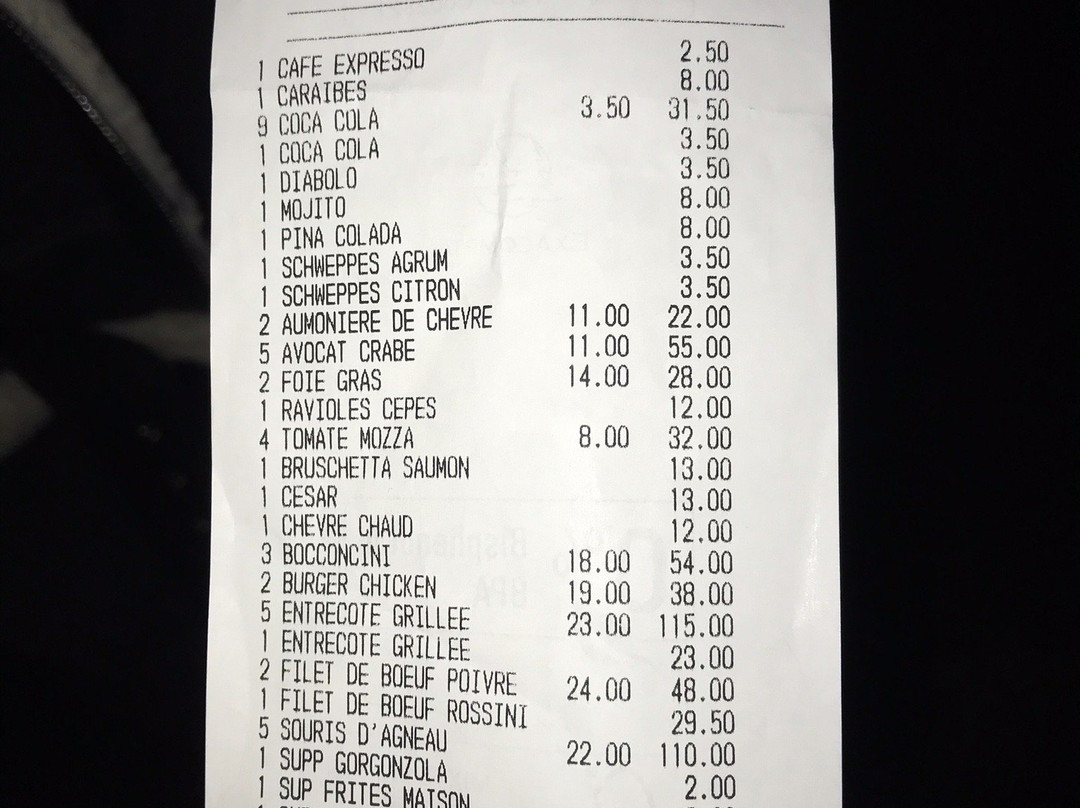 1 CAFE EXPRESSO 2.50
1 CARAIBES 8.00
9 COCA COLA 3.50 31.50
1 COCA COLA 3.50
1 DIABOLO 3.50
1 MOJITO 8.00
1 PINA COLADA 8.00
1 SCHWEPPES AGRUM 3.50
1 SCHWEPPES CITRON 3.50
2 AUMONIERE DE CHEVRE 11.00 22.00
5 AVOCAT CRABE 11.00 55.00
2 FOIE GRAS 14.00 28.00
1 RAVIOLES CEPES 12.00
4 TOMATE MOZZA 8.00 32.00
1 BRUSCHETTA SAUMON 13.00
1 CESAR 13.00
1 CHEVRE CHAUD 12.00
3 BOCCONCINI 18.00 54.00
2 BURGER CHICKEN 19.00 38.00
5 ENTRECOTE GRILLEE 23.00 115.00
1 ENTRECOTE GRILLEE 23.00
2 FILET DE BOEUF POIVRE 24.00 48.00
1 FILET DE BOEUF ROSSINI 29.50
5 SOURIS D'AGNEAU 22.00 110.00
1 SUPP GORGONZOLA 2.00
1 SUP FRITES MAISON